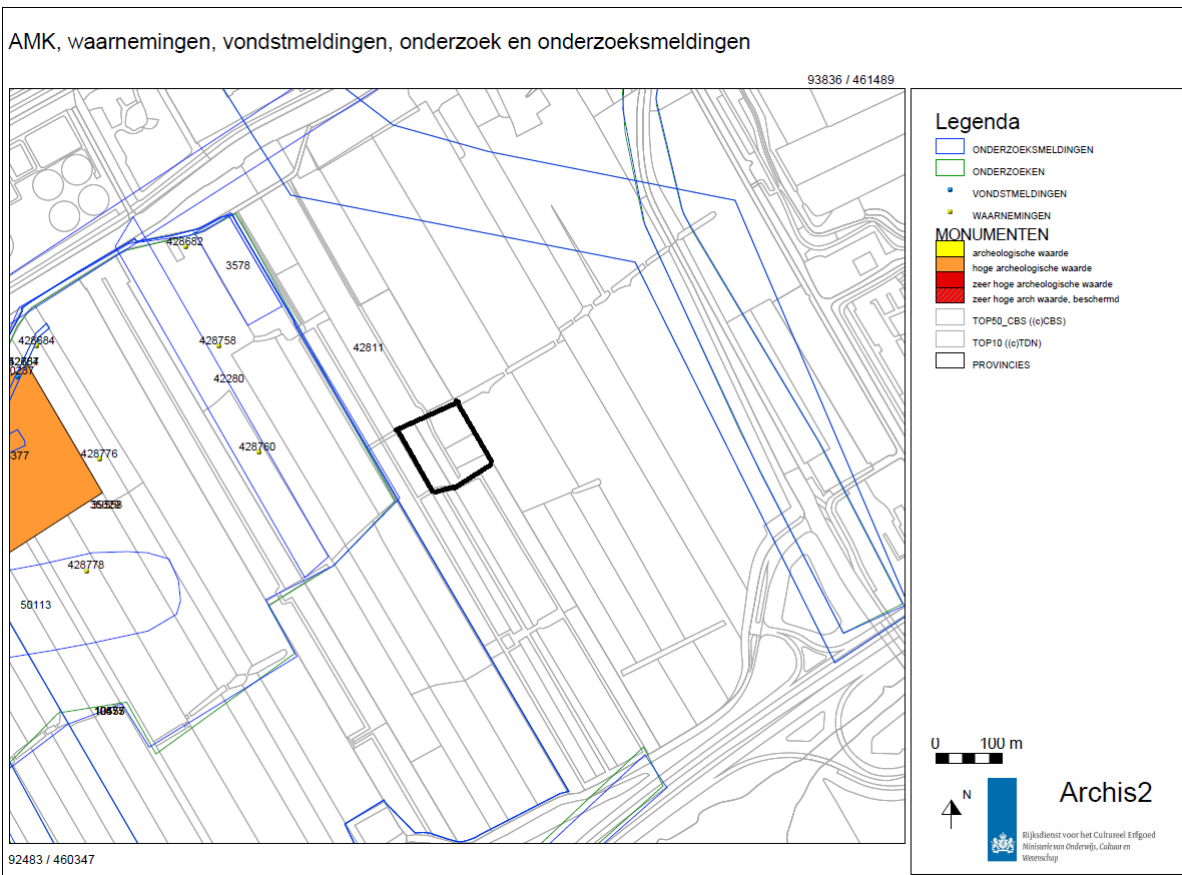 AMK, waarnemingen, vondstmeldingen, onderzoek en onderzoeksmeldingen
93836 / 461489
428682
3578
428684
428758
42811
42280
377
428776
428760
428778
50113
92483 / 460347
Legenda
ONDERZOEKSMELDINGEN
ONDERZOEKEN
VONDSTMELDINGEN
WAARNEMINGEN
MONUMENTEN
archeologische waarde
hoge archeologische waarde
zeer hoge archeologische waarde
zeer hoge arch waarde, beschermd
TOP50_CBS ((c)CBS)
TOP10 ((c)TDN)
PROVINCIES
0 100 m
N
Archis2
Rijksdienst voor het Cultureel Erfgoed
Ministerie van Onderwijs, Cultuur en
Wetenschap